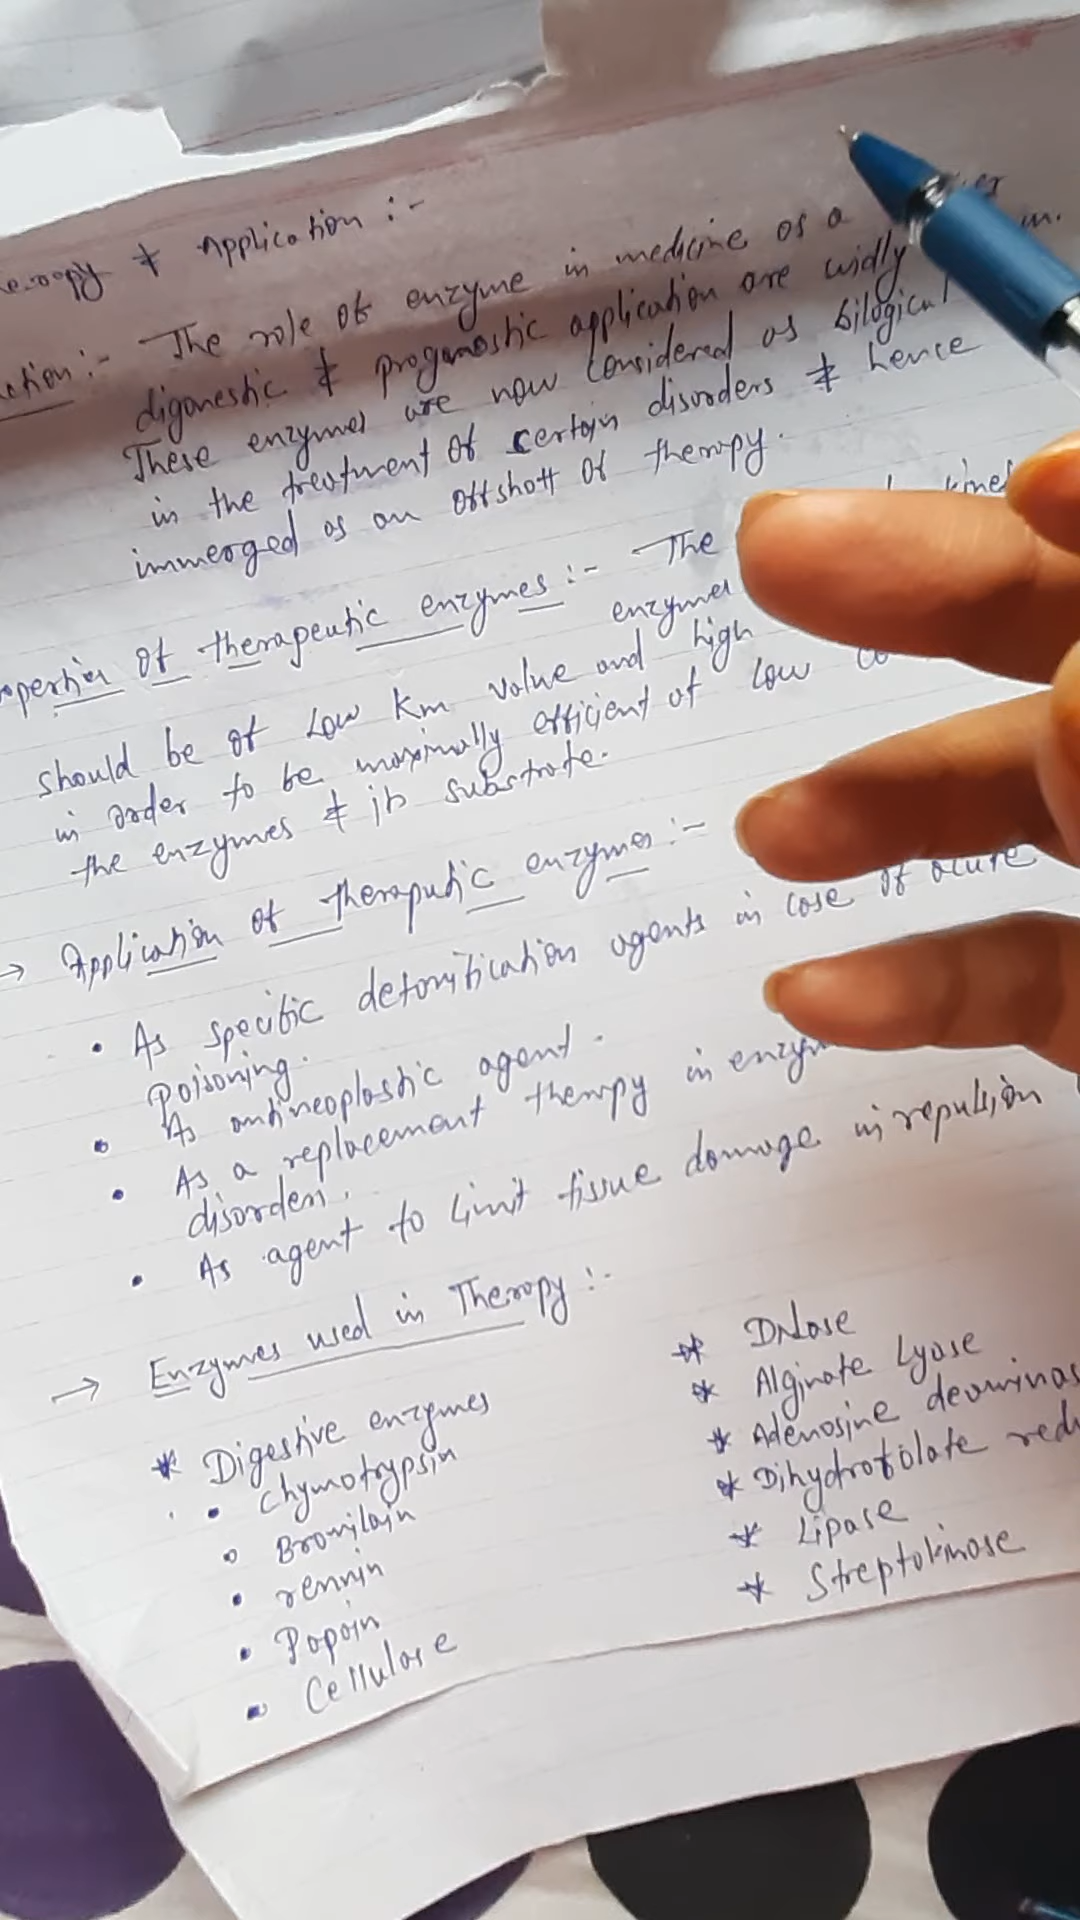 & Application :-
The role of enzyme in medicine as a
digonestic & progonostic application are widly
These enzymes are now considered as bilogical
in the treatment of certain disorders & hence
immerged as an offshott of therapy.
of therapeutic enzymes :- The
enzymes
should be of Low Km value and high
in order to be maximally efficient at low
the enzymes & its substrate.
→ Application of theraputic enzymes :-
• As specific detoxification agents in case of acute
poisoning.
• As antineoplastic agent.
• As a replacement therapy in
disorders.
• As agent to limit tissue damage in repulsion
→ Enzymes used in Therapy :-
* Digestive enzymes
• Chymotrypsin
• Bromilain
• rennin
• Papain
• Cellulase
* DNase
* Alginate Lyase
* Adenosine deaminas
* Dihydrofolate redu
* Lipase
* Streptokinase